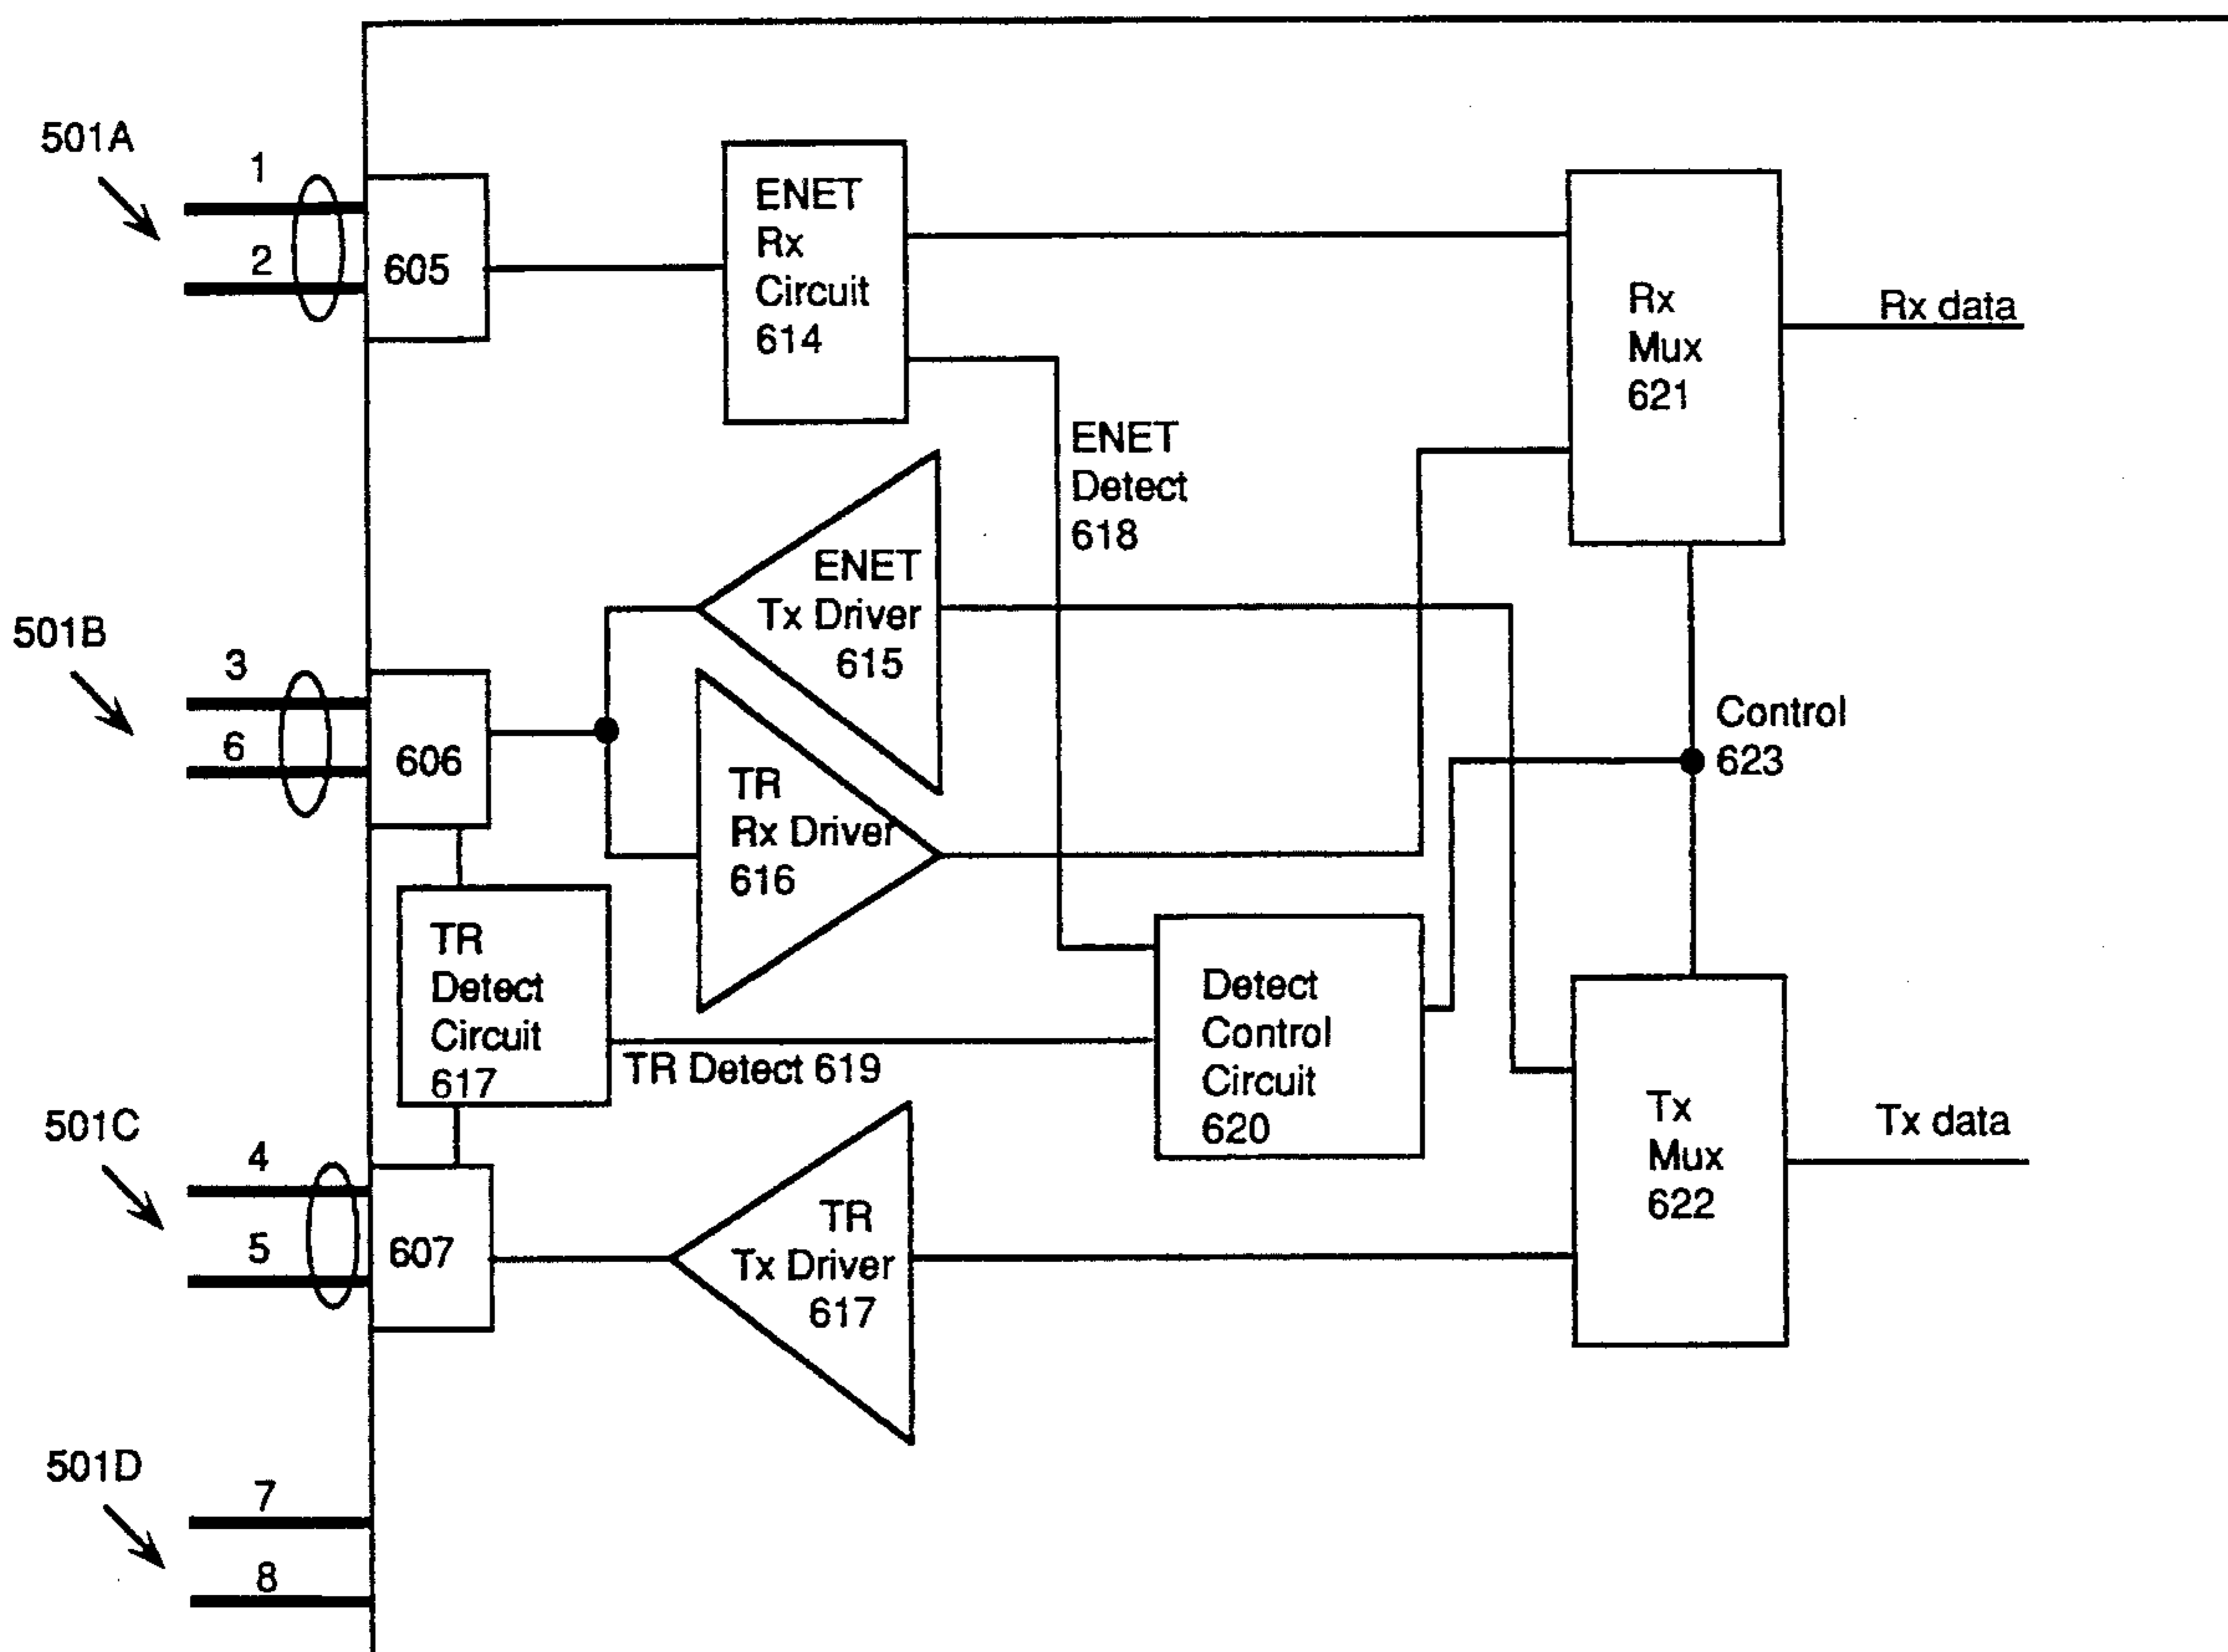 501A
1
2
605
ENET
Rx
Circuit
614
Rx
Mux
621
Rx data
ENET
Detect
618
ENET
Tx Driver
615
501B
3
6
606
TR
Rx Driver
616
Control
623
TR
Detect
Circuit
617
TR Detect 619
Detect
Control
Circuit
620
501C
4
5
607
TR
Tx Driver
617
Tx
Mux
622
Tx data
501D
7
8